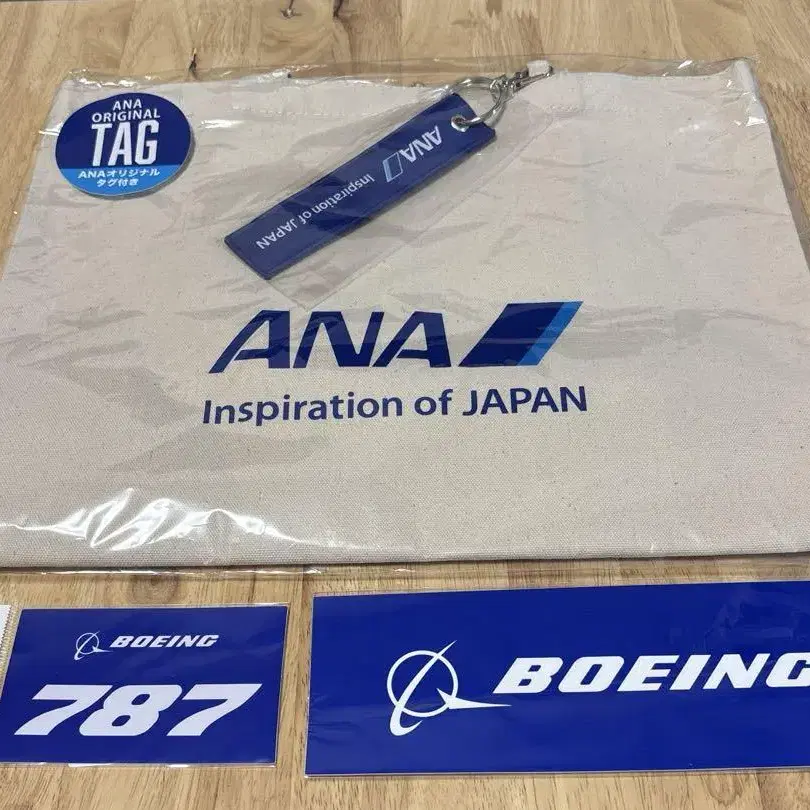 ANA
ORIGINAL
TAG
ANAオリジナル
タグ付き
ANA
Inspiration of JAPAN
ANA
Inspiration of JAPAN
BOEING
787
BOEING